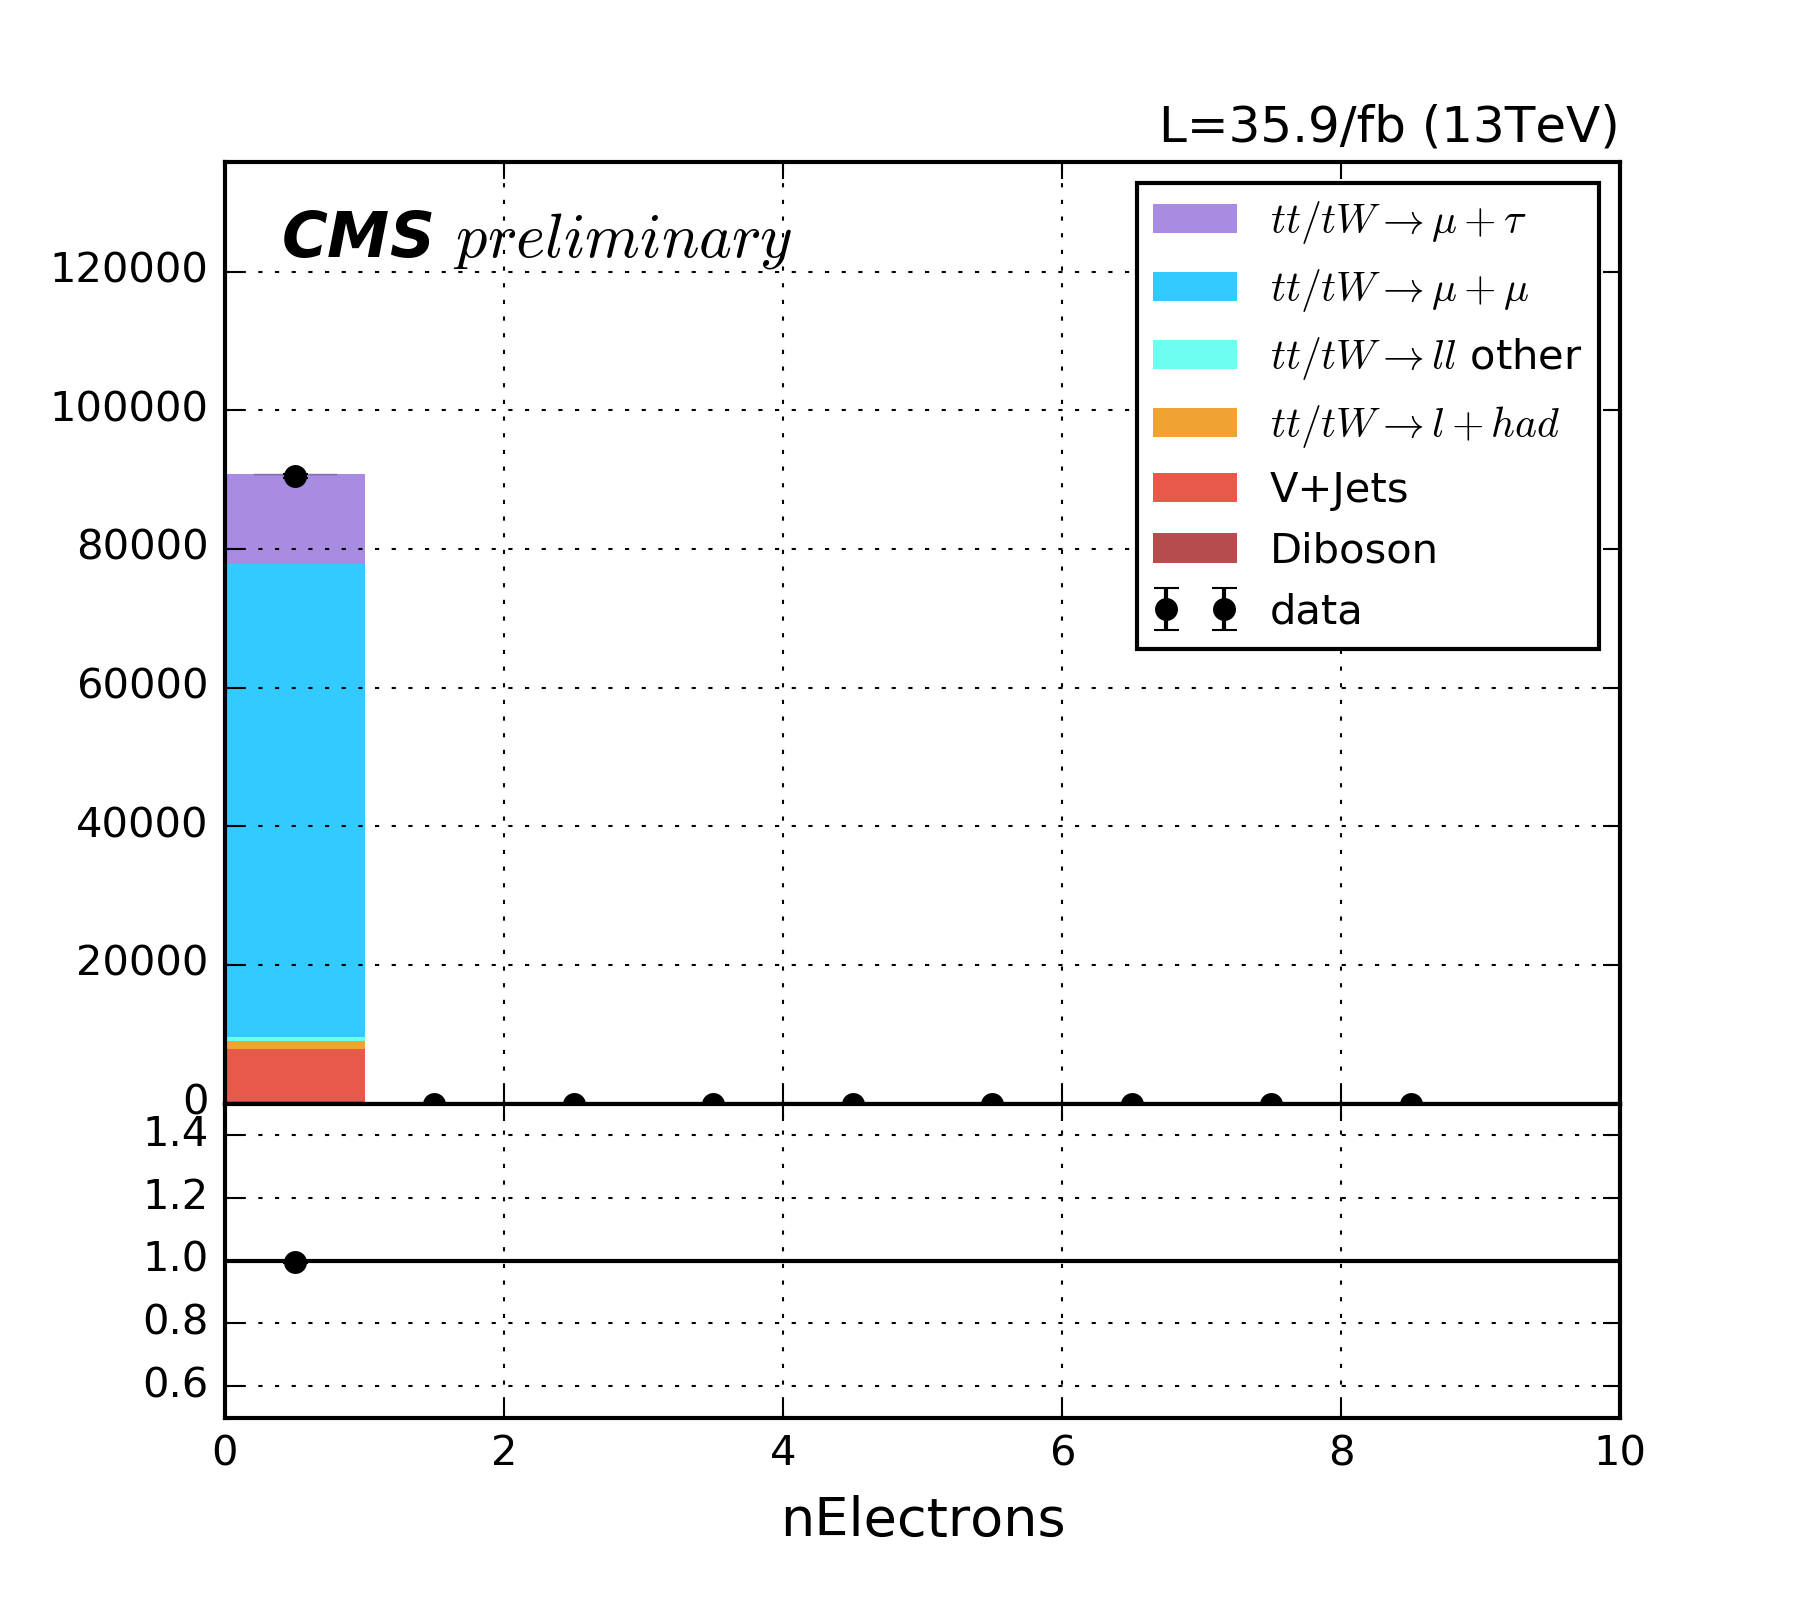 L=35.9/fb (13TeV)
CMS preliminary
tt/tW → μ + τ
tt/tW → μ + μ
tt/tW → ll other
tt/tW → l + had
V+Jets
Diboson
data
120000
100000
80000
60000
40000
20000
0
1.4
1.2
1.0
0.8
0.6
0 2 4 6 8 10
nElectrons